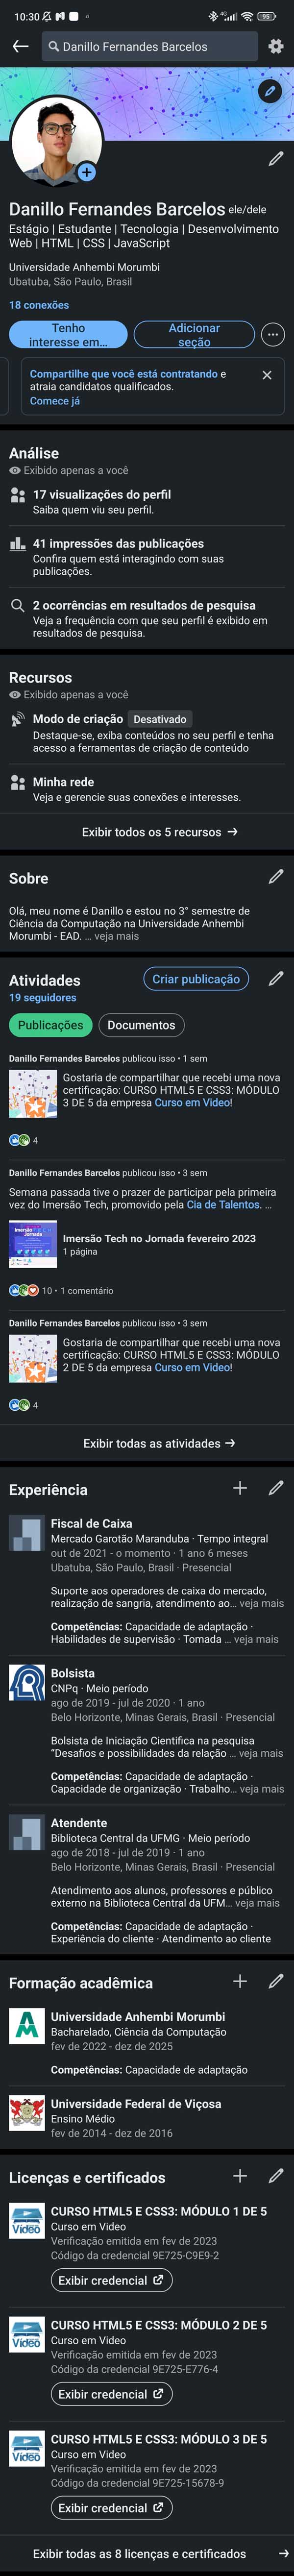 10:30
4G
95
Danillo Fernandes Barcelos
Danillo Fernandes Barcelos ele/dele
Estágio | Estudante | Tecnologia | Desenvolvimento
Web | HTML | CSS | JavaScript
Universidade Anhembi Morumbi
Ubatuba, São Paulo, Brasil
18 conexões
Tenho
interesse em...
Adicionar
seção
Compartilhe que você está contratando e
atraia candidatos qualificados.
Comece já
Análise
Exibido apenas a você
17 visualizações do perfil
Saiba quem viu seu perfil.
41 impressões das publicações
Confira quem está interagindo com suas
publicações.
2 ocorrências em resultados de pesquisa
Veja a frequência com que seu perfil é exibido em
resultados de pesquisa.
Recursos
Exibido apenas a você
Modo de criação Desativado
Destaque-se, exiba conteúdos no seu perfil e tenha
acesso a ferramentas de criação de conteúdo
Minha rede
Veja e gerencie suas conexões e interesses.
Exibir todos os 5 recursos →
Sobre
Olá, meu nome é Danillo e estou no 3° semestre de
Ciência da Computação na Universidade Anhembi
Morumbi - EAD. ... veja mais
Atividades
Criar publicação
19 seguidores
Publicações
Documentos
Danillo Fernandes Barcelos publicou isso • 1 sem
Gostaria de compartilhar que recebi uma nova
certificação: CURSO HTML5 E CSS3: MÓDULO
3 DE 5 da empresa Curso em Video!
4
Danillo Fernandes Barcelos publicou isso • 3 sem
Semana passada tive o prazer de participar pela primeira
vez do Imersão Tech, promovido pela Cia de Talentos. ...
Imersão
Jornada
Imersão Tech no Jornada fevereiro 2023
1 página
10 • 1 comentário
Danillo Fernandes Barcelos publicou isso • 3 sem
Gostaria de compartilhar que recebi uma nova
certificação: CURSO HTML5 E CSS3: MÓDULO
2 DE 5 da empresa Curso em Video!
4
Exibir todas as atividades →
Experiência
Fiscal de Caixa
Mercado Garotão Maranduba · Tempo integral
out de 2021 - o momento · 1 ano 6 meses
Ubatuba, São Paulo, Brasil · Presencial
Suporte aos operadores de caixa do mercado,
realização de sangria, atendimento ao... veja mais
Competências: Capacidade de adaptação ·
Habilidades de supervisão · Tomada ... veja mais
Bolsista
CNPq · Meio período
ago de 2019 - jul de 2020 · 1 ano
Belo Horizonte, Minas Gerais, Brasil · Presencial
Bolsista de Iniciação Cientifica na pesquisa
"Desafios e possibilidades da relação ... veja mais
Competências: Capacidade de adaptação ·
Capacidade de organização · Trabalho... veja mais
Atendente
Biblioteca Central da UFMG · Meio período
ago de 2018 - jul de 2019 · 1 ano
Belo Horizonte, Minas Gerais, Brasil · Presencial
Atendimento aos alunos, professores e público
externo na Biblioteca Central da UFM... veja mais
Competências: Capacidade de adaptação ·
Experiência do cliente · Atendimento ao cliente
Formação acadêmica
Universidade Anhembi Morumbi
Bacharelado, Ciência da Computação
fev de 2022 - dez de 2025
Competências: Capacidade de adaptação
Universidade Federal de Viçosa
Ensino Médio
fev de 2014 - dez de 2016
Licenças e certificados
Video
CURSO HTML5 E CSS3: MÓDULO 1 DE 5
Curso em Video
Verificação emitida em fev de 2023
Código da credencial 9E725-C9E9-2
Exibir credencial
Video
CURSO HTML5 E CSS3: MÓDULO 2 DE 5
Curso em Video
Verificação emitida em fev de 2023
Código da credencial 9E725-E776-4
Exibir credencial
Video
CURSO HTML5 E CSS3: MÓDULO 3 DE 5
Curso em Video
Verificação emitida em fev de 2023
Código da credencial 9E725-15678-9
Exibir credencial
Exibir todas as 8 licenças e certificados →